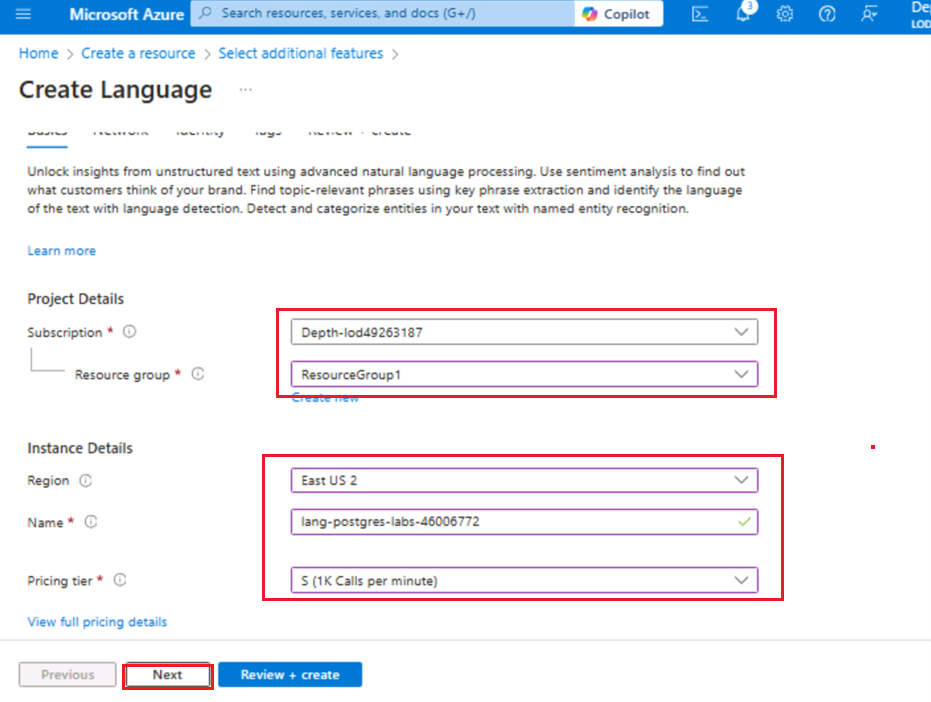 Microsoft Azure
Search resources, services, and docs (G+/)
Copilot
3
Home > Create a resource > Select additional features >
LOD
Create Language
...
Basics Network Identity Tags Review + create
Unlock insights from unstructured text using advanced natural language processing. Use sentiment analysis to find out
what customers think of your brand. Find topic-relevant phrases using key phrase extraction and identify the language
of the text with language detection. Detect and categorize entities in your text with named entity recognition.
Learn more
Project Details
Subscription *
Depth-lod49263187
Resource group *
ResourceGroup1
Create new
Instance Details
Region
East US 2
Name *
lang-postgres-labs-46006772
Pricing tier *
S (1K Calls per minute)
View full pricing details
Previous
Next
Review + create